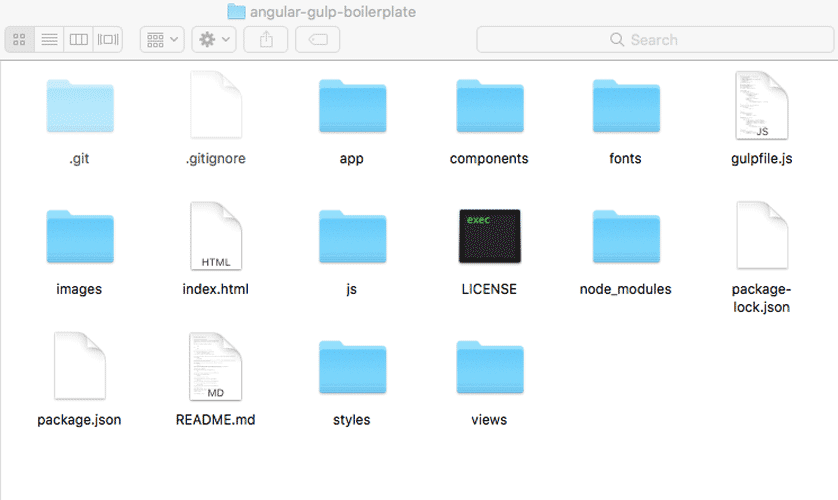 angular-gulp-boilerplate
Search
.git
.gitignore
app
components
fonts
JS
gulpfile.js
HTML
exec
images
index.html
js
LICENSE
node_modules
package-
lock.json
MD
package.json
README.md
styles
views